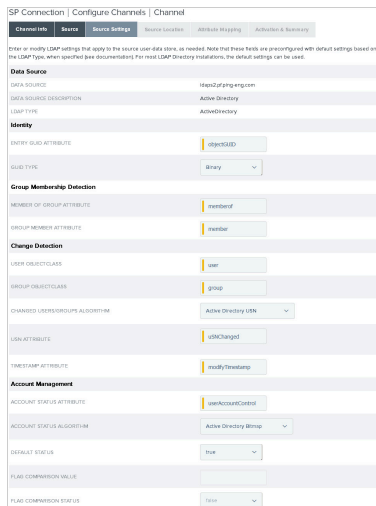 SP Connection | Configure Channels | Channel
Channel Info Source Source Settings Source Location Attribute Mapping Activation & Summary
Enter or modify LDAP settings that apply to the source user-data store, as needed. Note that these fields are preconfigured with default settings based on
the LDAP Type, when specified (see documentation). For most LDAP Directory installations, the default settings can be used.
Data Source
DATA SOURCE ldaps2.pf.ping-eng.com
DATA SOURCE DESCRIPTION Active Directory
LDAP TYPE Active Directory
Identity
ENTRY GUID ATTRIBUTE objectGUID
GUID TYPE Binary
Group Membership Detection
MEMBER OF GROUP ATTRIBUTE memberof
GROUP MEMBER ATTRIBUTE member
Change Detection
USER OBJECTCLASS user
GROUP OBJECTCLASS group
CHANGED USERS/GROUPS ALGORITHM Active Directory USN
USN ATTRIBUTE uSNChanged
TIMESTAMP ATTRIBUTE modifyTimestamp
Account Management
ACCOUNT STATUS ATTRIBUTE userAccountControl
ACCOUNT STATUS ALGORITHM Active Directory Bitmap
DEFAULT STATUS true
FLAG COMPARISON VALUE
FLAG COMPARISON STATUS false